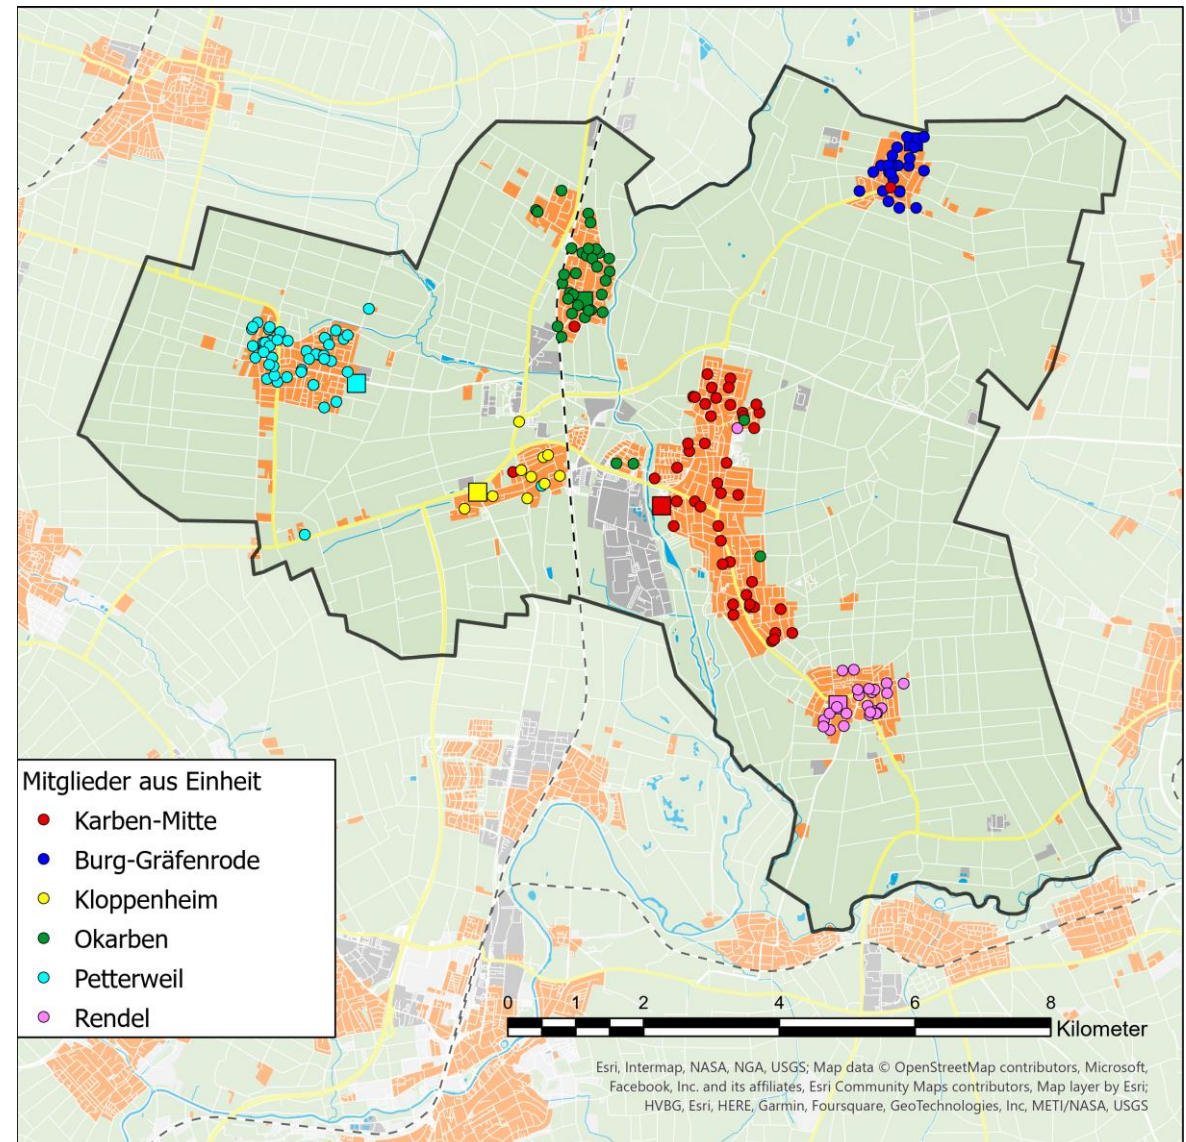 Mitglieder aus Einheit
Karben-Mitte
Burg-Gräfenrode
Kloppenheim
Okarben
Petterweil
Rendel
0 1 2 4 6 8
Kilometer
Esri, Intermap, NASA, NGA, USGS; Map data © OpenStreetMap contributors, Microsoft,
Facebook, Inc. and its affiliates, Esri Community Maps contributors, Map layer by Esri;
HVBG, Esri, HERE, Garmin, Foursquare, GeoTechnologies, Inc, METI/NASA, USGS